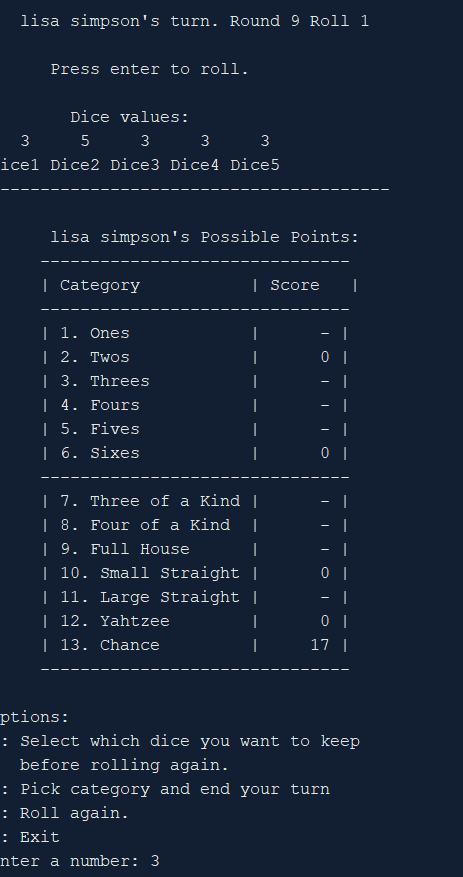 lisa simpson's turn. Round 9 Roll 1
Press enter to roll.
Dice values:
3 5 3 3 3
ice1 Dice2 Dice3 Dice4 Dice5
---------------------------------------
lisa simpson's Possible Points:
-------------------------------
| Category | Score |
-------------------------------
| 1. Ones | - |
| 2. Twos | 0 |
| 3. Threes | - |
| 4. Fours | - |
| 5. Fives | - |
| 6. Sixes | 0 |
-------------------------------
| 7. Three of a Kind | - |
| 8. Four of a Kind | - |
| 9. Full House | - |
| 10. Small Straight | 0 |
| 11. Large Straight | - |
| 12. Yahtzee | 0 |
| 13. Chance | 17 |
-------------------------------
ptions:
: Select which dice you want to keep
before rolling again.
: Pick category and end your turn
: Roll again.
: Exit
nter a number: 3